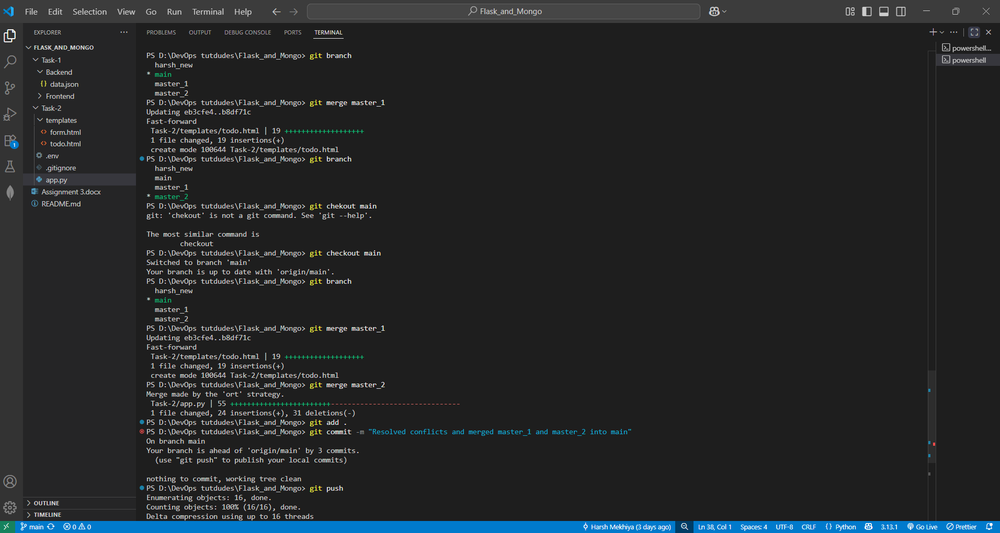 File Edit Selection View Go Run Terminal Help Flask_and_Mongo
EXPLORER
FLASK_AND_MONGO
Task-1
Backend
{} data.json
Frontend
Task-2
templates
<> form.html
<> todo.html
.env
.gitignore
app.py
Assignment 3.docx
README.md
OUTLINE
TIMELINE
1
PROBLEMS OUTPUT DEBUG CONSOLE PORTS TERMINAL
powershell...
powershell
PS D:\DevOps tutdudes\Flask_and_Mongo> git branch
  harsh_new
* main
  master_1
  master_2
PS D:\DevOps tutdudes\Flask_and_Mongo> git merge master_1
Updating eb3cfe4..b8df71c
Fast-forward
 Task-2/templates/todo.html | 19 +++++++++++++++++++
 1 file changed, 19 insertions(+)
 create mode 100644 Task-2/templates/todo.html
PS D:\DevOps tutdudes\Flask_and_Mongo> git branch
  harsh_new
  main
  master_1
* master_2
PS D:\DevOps tutdudes\Flask_and_Mongo> git chekout main
git: 'chekout' is not a git command. See 'git --help'.
The most similar command is
        checkout
PS D:\DevOps tutdudes\Flask_and_Mongo> git checkout main
Switched to branch 'main'
Your branch is up to date with 'origin/main'.
PS D:\DevOps tutdudes\Flask_and_Mongo> git branch
  harsh_new
* main
  master_1
  master_2
PS D:\DevOps tutdudes\Flask_and_Mongo> git merge master_1
Updating eb3cfe4..b8df71c
Fast-forward
 Task-2/templates/todo.html | 19 +++++++++++++++++++
 1 file changed, 19 insertions(+)
 create mode 100644 Task-2/templates/todo.html
PS D:\DevOps tutdudes\Flask_and_Mongo> git merge master_2
Merge made by the 'ort' strategy.
 Task-2/app.py | 55 ++++++++++++++++++++++++-------------------------------
 1 file changed, 24 insertions(+), 31 deletions(-)
PS D:\DevOps tutdudes\Flask_and_Mongo> git add .
PS D:\DevOps tutdudes\Flask_and_Mongo> git commit -m "Resolved conflicts and merged master_1 and master_2 into main"
On branch main
Your branch is ahead of 'origin/main' by 3 commits.
  (use "git push" to publish your local commits)
nothing to commit, working tree clean
PS D:\DevOps tutdudes\Flask_and_Mongo> git push
Enumerating objects: 16, done.
Counting objects: 100% (16/16), done.
Delta compression using up to 16 threads
main 0 0 Harsh Mekhiya (3 days ago) Ln 38, Col 1 Spaces: 4 UTF-8 CRLF {} Python 3.13.1 Go Live Prettier